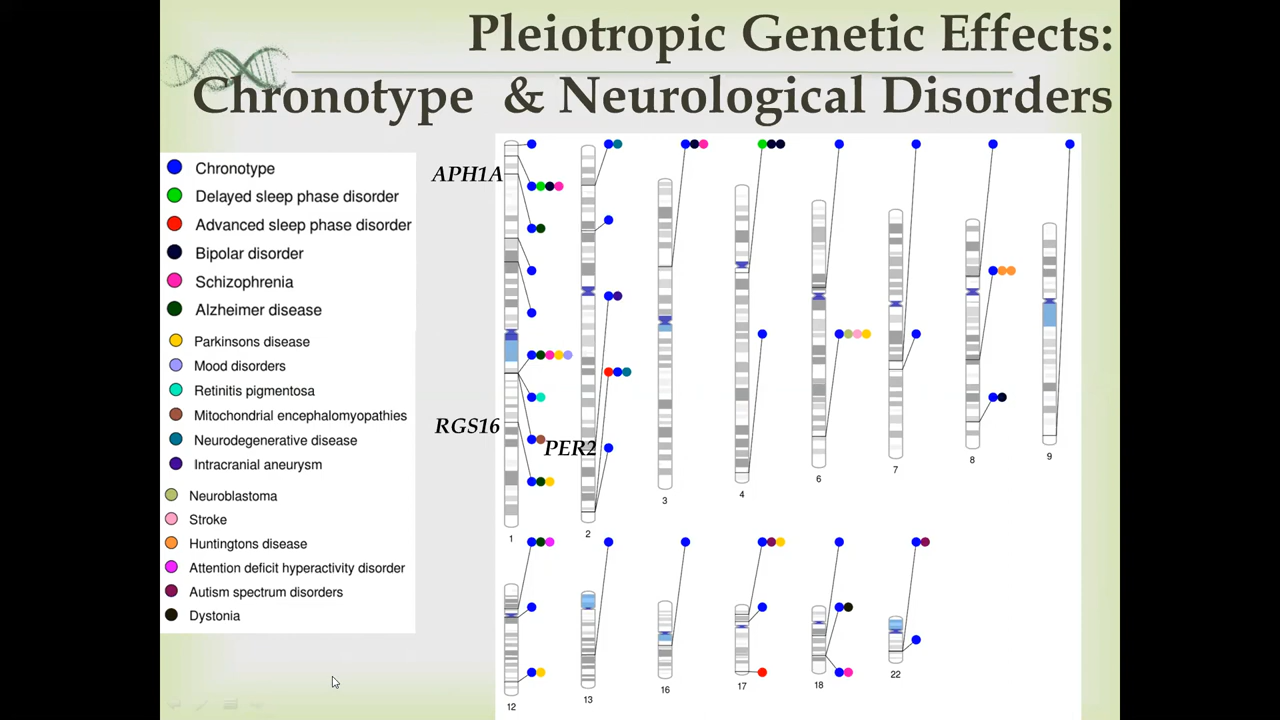 Pleiotropic Genetic Effects:
Chronotype & Neurological Disorders
Chronotype
Delayed sleep phase disorder
Advanced sleep phase disorder
Bipolar disorder
Schizophrenia
Alzheimer disease
Parkinsons disease
Mood disorders
Retinitis pigmentosa
Mitochondrial encephalomyopathies
Neurodegenerative disease
Intracranial aneurysm
Neuroblastoma
Stroke
Huntingtons disease
Attention deficit hyperactivity disorder
Autism spectrum disorders
Dystonia
APH1A
RGS16
PER2
1
2
3
4
6
7
8
9
12
13
16
17
18
22